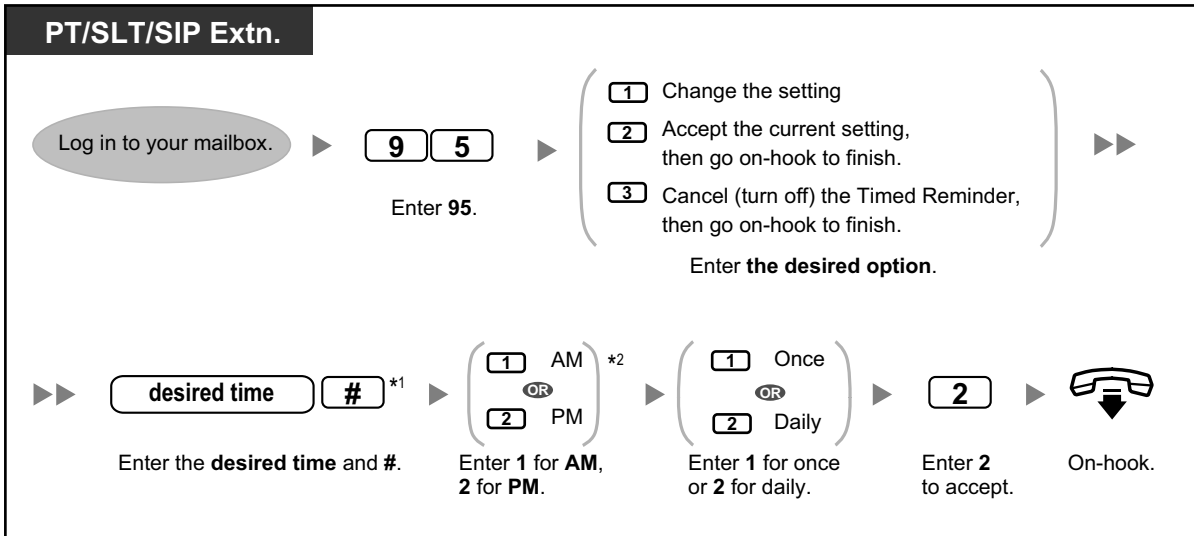 PT/SLT/SIP Extn.
Log in to your mailbox.
9 5
Enter 95.
1 Change the setting
2 Accept the current setting,
then go on-hook to finish.
3 Cancel (turn off) the Timed Reminder,
then go on-hook to finish.
Enter the desired option.
desired time # *1
Enter the desired time and #.
1 AM *2
OR
2 PM
Enter 1 for AM,
2 for PM.
1 Once
OR
2 Daily
Enter 1 for once
or 2 for daily.
2
Enter 2
to accept.
On-hook.